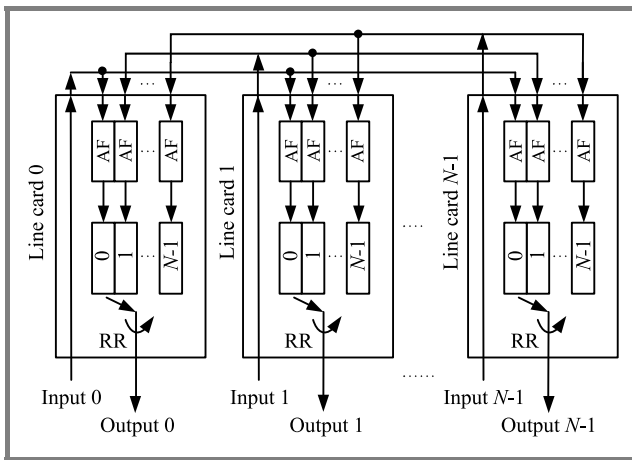 ... ... ...
Line card 0 AF AF ... AF Line card 1 AF AF ... AF Line card N-1 AF AF ... AF
....
0 1 ... N-1 0 1 ... N-1 0 1 ... N-1
RR RR RR
......
Input 0 Input 1 Input N-1
Output 0 Output 1 Output N-1